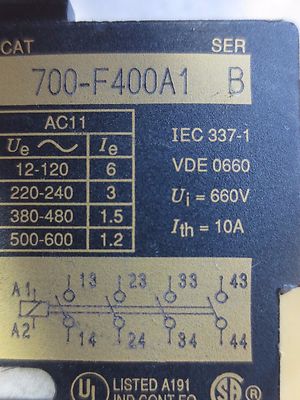 CAT SER
700-F400A1 B
AC11
Ue Ie
12-120 6
220-240 3
380-480 1.5
500-600 1.2
IEC 337-1
VDE 0660
Ui = 660V
Ith = 10A
A1 13 23 33 43
A2 14 24 34 44
UL LISTED A191 SA
IND.CONT.EQ